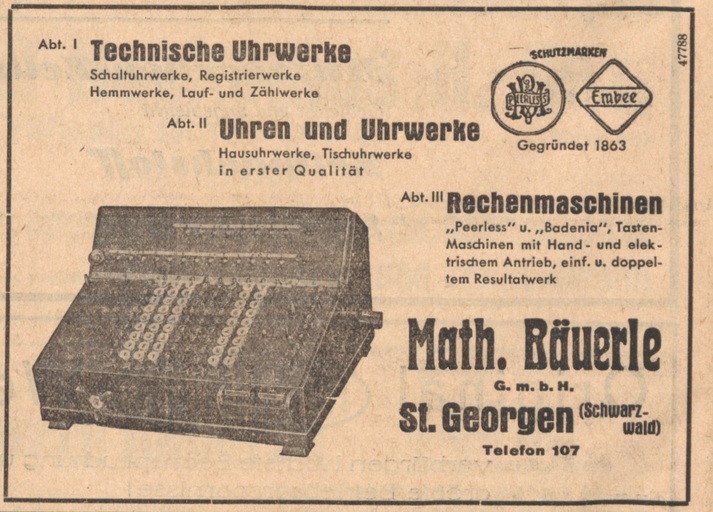 Abt. I Technische Uhrwerke
Schaltuhrwerke, Registrierwerke
Hemmwerke, Lauf- und Zählwerke
SCHUTZMARKEN
PEERLESS
Embee
Gegründet 1863
47788
Abt. II Uhren und Uhrwerke
Hausuhrwerke, Tischuhrwerke
in erster Qualität
Abt. III Rechenmaschinen
„Peerless" u. „Badenia", Tasten-
Maschinen mit Hand- und elek-
trischem Antrieb, einf. u. doppel-
tem Resultatwerk
Math. Bäuerle
G. m. b. H.
St. Georgen (Schwarz-
wald)
Telefon 107